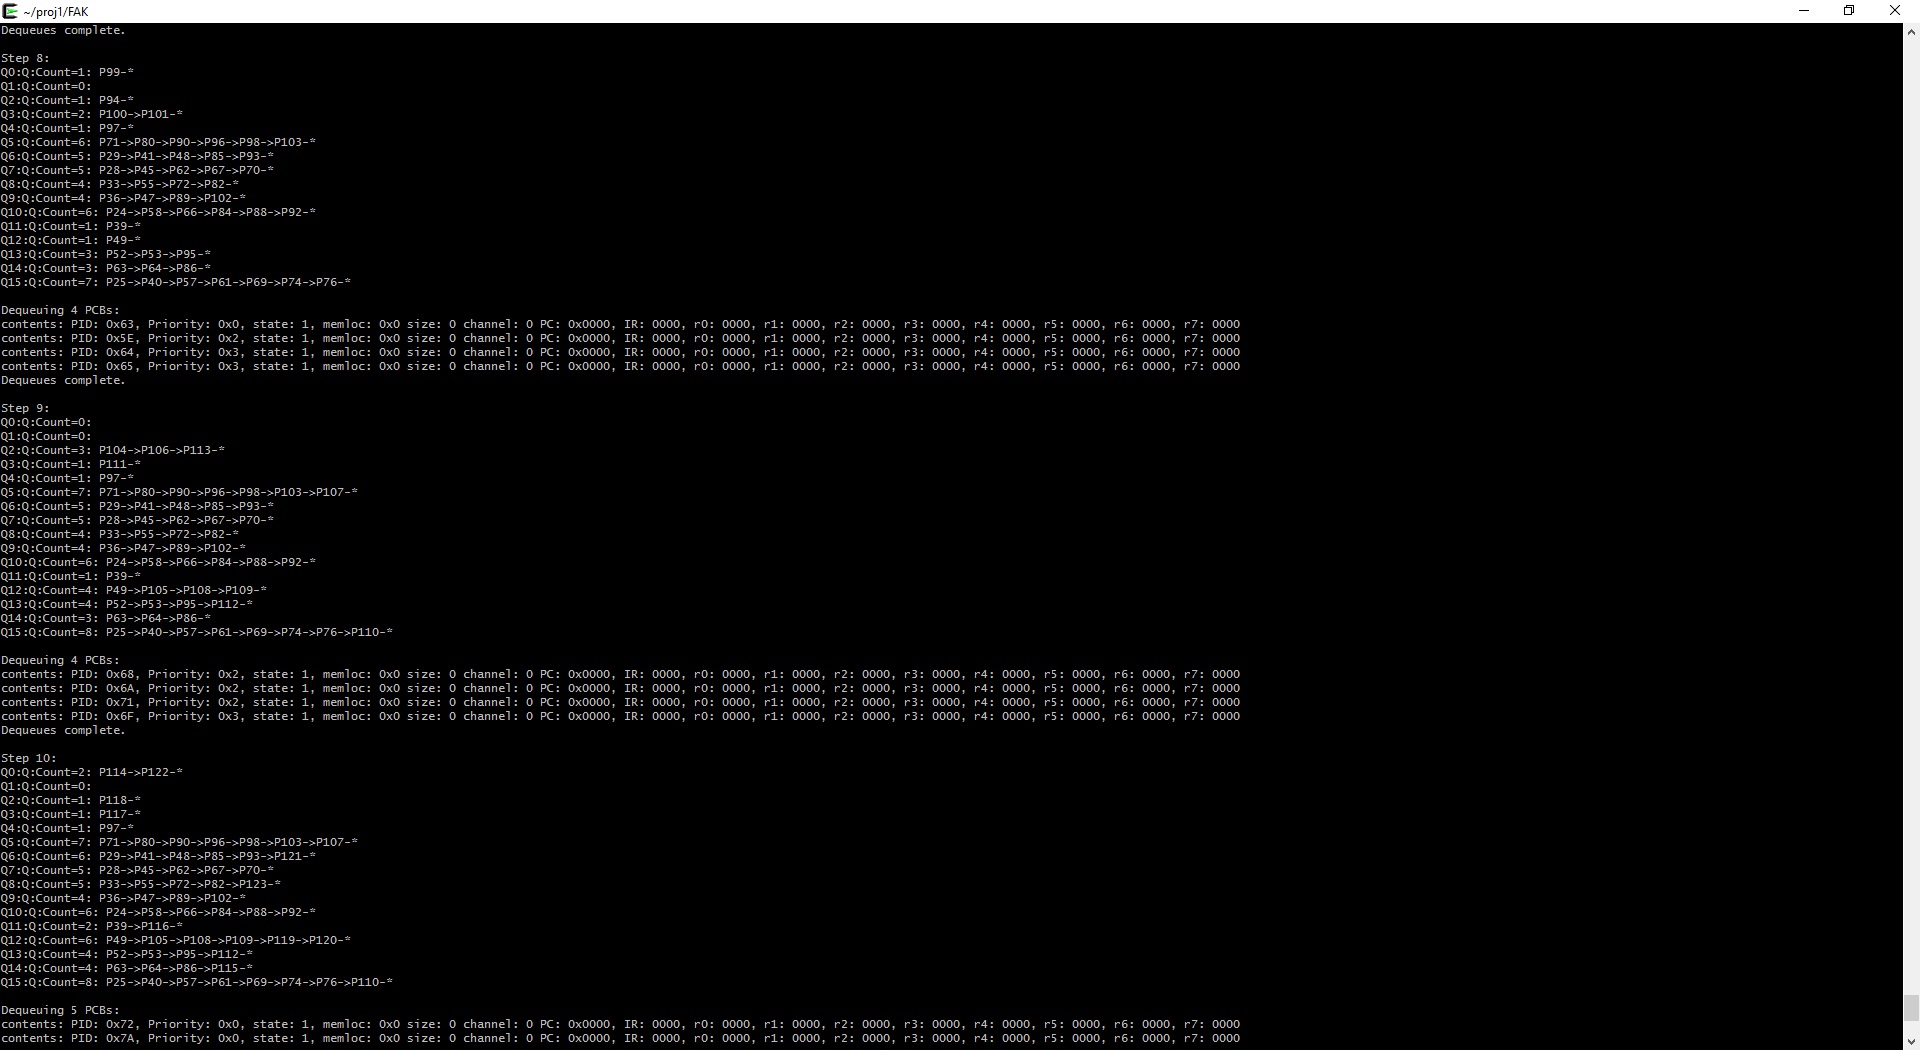 ~/proj1/FAK
Dequeues complete.
Step 8:
Q0:Q:Count=1: P99-*
Q1:Q:Count=0:
Q2:Q:Count=1: P94-*
Q3:Q:Count=2: P100->P101-*
Q4:Q:Count=1: P97-*
Q5:Q:Count=6: P71->P80->P90->P96->P98->P103-*
Q6:Q:Count=5: P29->P41->P48->P85->P93-*
Q7:Q:Count=5: P28->P45->P62->P67->P70-*
Q8:Q:Count=4: P33->P55->P72->P82-*
Q9:Q:Count=4: P36->P47->P89->P102-*
Q10:Q:Count=6: P24->P58->P66->P84->P88->P92-*
Q11:Q:Count=1: P39-*
Q12:Q:Count=1: P49-*
Q13:Q:Count=3: P52->P53->P95-*
Q14:Q:Count=3: P63->P64->P86-*
Q15:Q:Count=7: P25->P40->P57->P61->P69->P74->P76-*
Dequeuing 4 PCBs:
contents: PID: 0x63, Priority: 0x0, state: 1, memloc: 0x0 size: 0 channel: 0 PC: 0x0000, IR: 0000, r0: 0000, r1: 0000, r2: 0000, r3: 0000, r4: 0000, r5: 0000, r6: 0000, r7: 0000
contents: PID: 0x5E, Priority: 0x2, state: 1, memloc: 0x0 size: 0 channel: 0 PC: 0x0000, IR: 0000, r0: 0000, r1: 0000, r2: 0000, r3: 0000, r4: 0000, r5: 0000, r6: 0000, r7: 0000
contents: PID: 0x64, Priority: 0x3, state: 1, memloc: 0x0 size: 0 channel: 0 PC: 0x0000, IR: 0000, r0: 0000, r1: 0000, r2: 0000, r3: 0000, r4: 0000, r5: 0000, r6: 0000, r7: 0000
contents: PID: 0x65, Priority: 0x3, state: 1, memloc: 0x0 size: 0 channel: 0 PC: 0x0000, IR: 0000, r0: 0000, r1: 0000, r2: 0000, r3: 0000, r4: 0000, r5: 0000, r6: 0000, r7: 0000
Dequeues complete.
Step 9:
Q0:Q:Count=0:
Q1:Q:Count=0:
Q2:Q:Count=3: P104->P106->P113-*
Q3:Q:Count=1: P111-*
Q4:Q:Count=1: P97-*
Q5:Q:Count=7: P71->P80->P90->P96->P98->P103->P107-*
Q6:Q:Count=5: P29->P41->P48->P85->P93-*
Q7:Q:Count=5: P28->P45->P62->P67->P70-*
Q8:Q:Count=4: P33->P55->P72->P82-*
Q9:Q:Count=4: P36->P47->P89->P102-*
Q10:Q:Count=6: P24->P58->P66->P84->P88->P92-*
Q11:Q:Count=1: P39-*
Q12:Q:Count=4: P49->P105->P108->P109-*
Q13:Q:Count=4: P52->P53->P95->P112-*
Q14:Q:Count=3: P63->P64->P86-*
Q15:Q:Count=8: P25->P40->P57->P61->P69->P74->P76->P110-*
Dequeuing 4 PCBs:
contents: PID: 0x68, Priority: 0x2, state: 1, memloc: 0x0 size: 0 channel: 0 PC: 0x0000, IR: 0000, r0: 0000, r1: 0000, r2: 0000, r3: 0000, r4: 0000, r5: 0000, r6: 0000, r7: 0000
contents: PID: 0x6A, Priority: 0x2, state: 1, memloc: 0x0 size: 0 channel: 0 PC: 0x0000, IR: 0000, r0: 0000, r1: 0000, r2: 0000, r3: 0000, r4: 0000, r5: 0000, r6: 0000, r7: 0000
contents: PID: 0x71, Priority: 0x2, state: 1, memloc: 0x0 size: 0 channel: 0 PC: 0x0000, IR: 0000, r0: 0000, r1: 0000, r2: 0000, r3: 0000, r4: 0000, r5: 0000, r6: 0000, r7: 0000
contents: PID: 0x6F, Priority: 0x3, state: 1, memloc: 0x0 size: 0 channel: 0 PC: 0x0000, IR: 0000, r0: 0000, r1: 0000, r2: 0000, r3: 0000, r4: 0000, r5: 0000, r6: 0000, r7: 0000
Dequeues complete.
Step 10:
Q0:Q:Count=2: P114->P122-*
Q1:Q:Count=0:
Q2:Q:Count=1: P118-*
Q3:Q:Count=1: P117-*
Q4:Q:Count=1: P97-*
Q5:Q:Count=7: P71->P80->P90->P96->P98->P103->P107-*
Q6:Q:Count=6: P29->P41->P48->P85->P93->P121-*
Q7:Q:Count=5: P28->P45->P62->P67->P70-*
Q8:Q:Count=5: P33->P55->P72->P82->P123-*
Q9:Q:Count=4: P36->P47->P89->P102-*
Q10:Q:Count=6: P24->P58->P66->P84->P88->P92-*
Q11:Q:Count=2: P39->P116-*
Q12:Q:Count=6: P49->P105->P108->P109->P119->P120-*
Q13:Q:Count=4: P52->P53->P95->P112-*
Q14:Q:Count=4: P63->P64->P86->P115-*
Q15:Q:Count=8: P25->P40->P57->P61->P69->P74->P76->P110-*
Dequeuing 5 PCBs:
contents: PID: 0x72, Priority: 0x0, state: 1, memloc: 0x0 size: 0 channel: 0 PC: 0x0000, IR: 0000, r0: 0000, r1: 0000, r2: 0000, r3: 0000, r4: 0000, r5: 0000, r6: 0000, r7: 0000
contents: PID: 0x7A, Priority: 0x0, state: 1, memloc: 0x0 size: 0 channel: 0 PC: 0x0000, IR: 0000, r0: 0000, r1: 0000, r2: 0000, r3: 0000, r4: 0000, r5: 0000, r6: 0000, r7: 0000